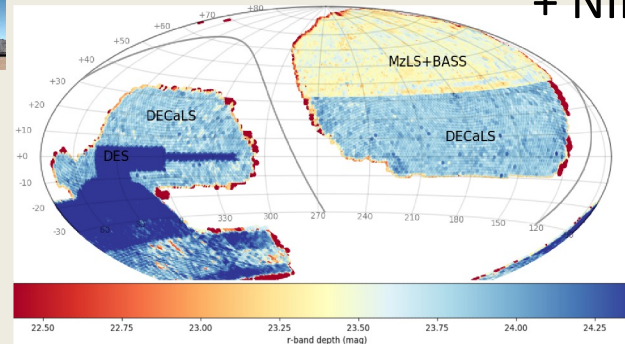 + NI
+80
+70
+60
+50
+40
+30
+20
+10
+0
-10
-20
-30
MzLS+BASS
DECaLS
DECaLS
DES
60 330 300 270 240 210 180 150 120
22.50 22.75 23.00 23.25 23.50 23.75 24.00 24.25
r-band depth (mag)